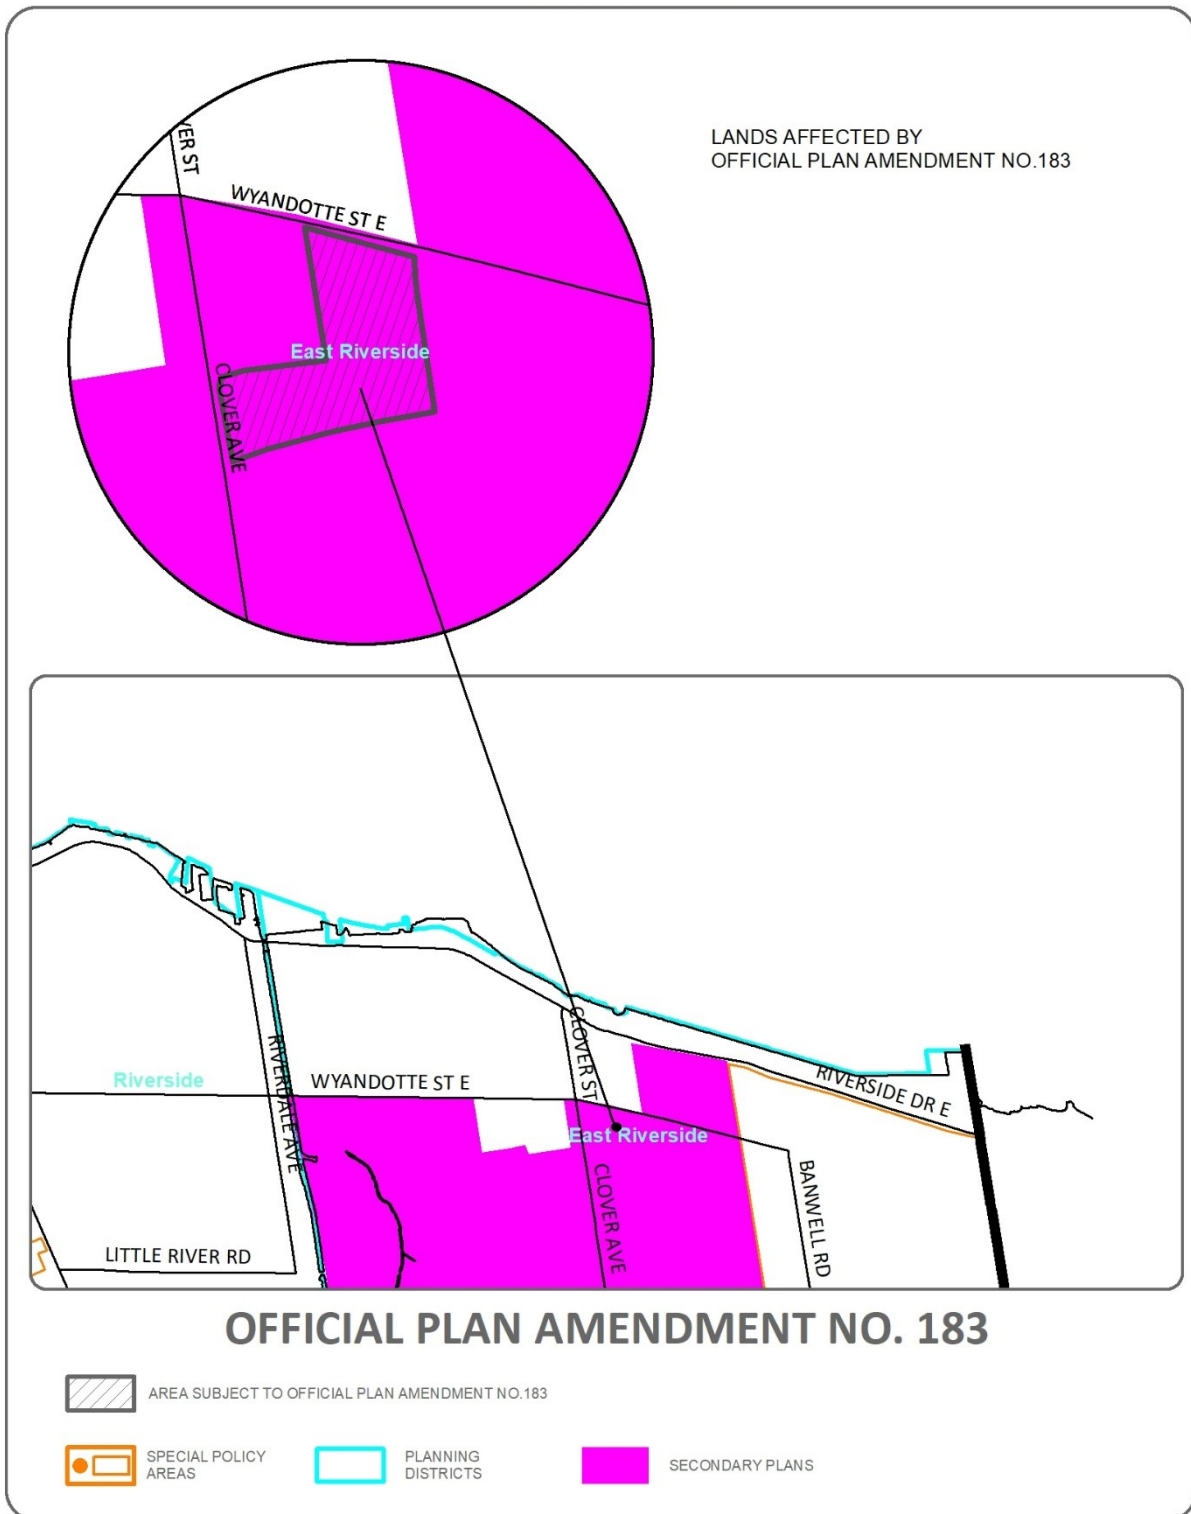 YER ST
WYANDOTTE ST E
LANDS AFFECTED BY
OFFICIAL PLAN AMENDMENT NO.183
East Riverside
CLOVER AVE
CLOVER ST
RIVERDALE AVE
Riverside
WYANDOTTE ST E
RIVERSIDE DR E
East Riverside
CLOVER AVE
BANWELL RD
LITTLE RIVER RD
OFFICIAL PLAN AMENDMENT NO. 183
AREA SUBJECT TO OFFICIAL PLAN AMENDMENT NO.183
SPECIAL POLICY
AREAS
PLANNING
DISTRICTS
SECONDARY PLANS